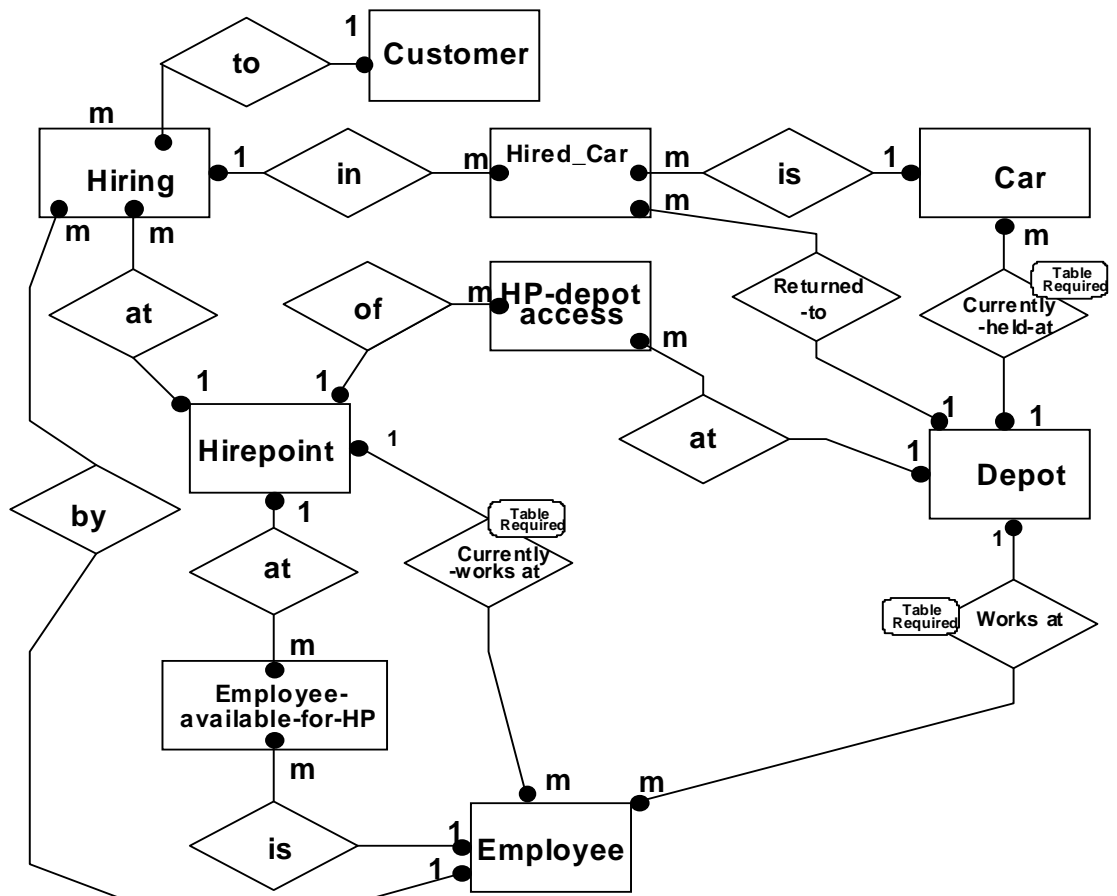 1
Customer
to
m
Hiring
1
in
m
Hired_Car
m
is
1
Car
m
m
m
m
at
of
m
HP-depot
access
m
Returned
-to
Table
Required
Currently
-held-at
1
1
1
1
Hirepoint
1
at
1
Depot
by
1
1
Table
Required
Currently
-works at
at
Table
Required
Works at
m
Employee-
available-for-HP
m
m
m
is
1
1
Employee